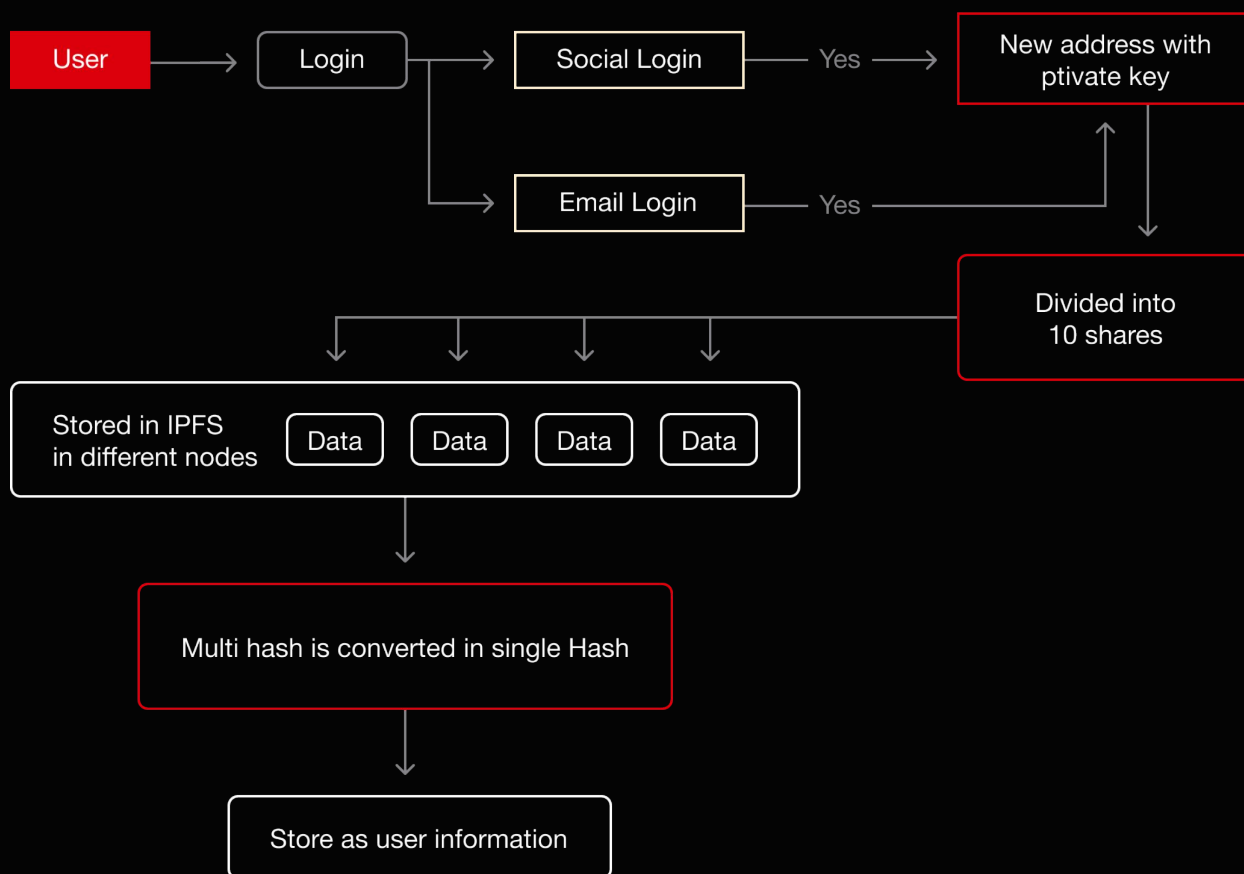 User
Login
Social Login
Yes
New address with
ptivate key
Email Login
Yes
Divided into
10 shares
Stored in IPFS
in different nodes
Data
Data
Data
Data
Multi hash is converted in single Hash
Store as user information